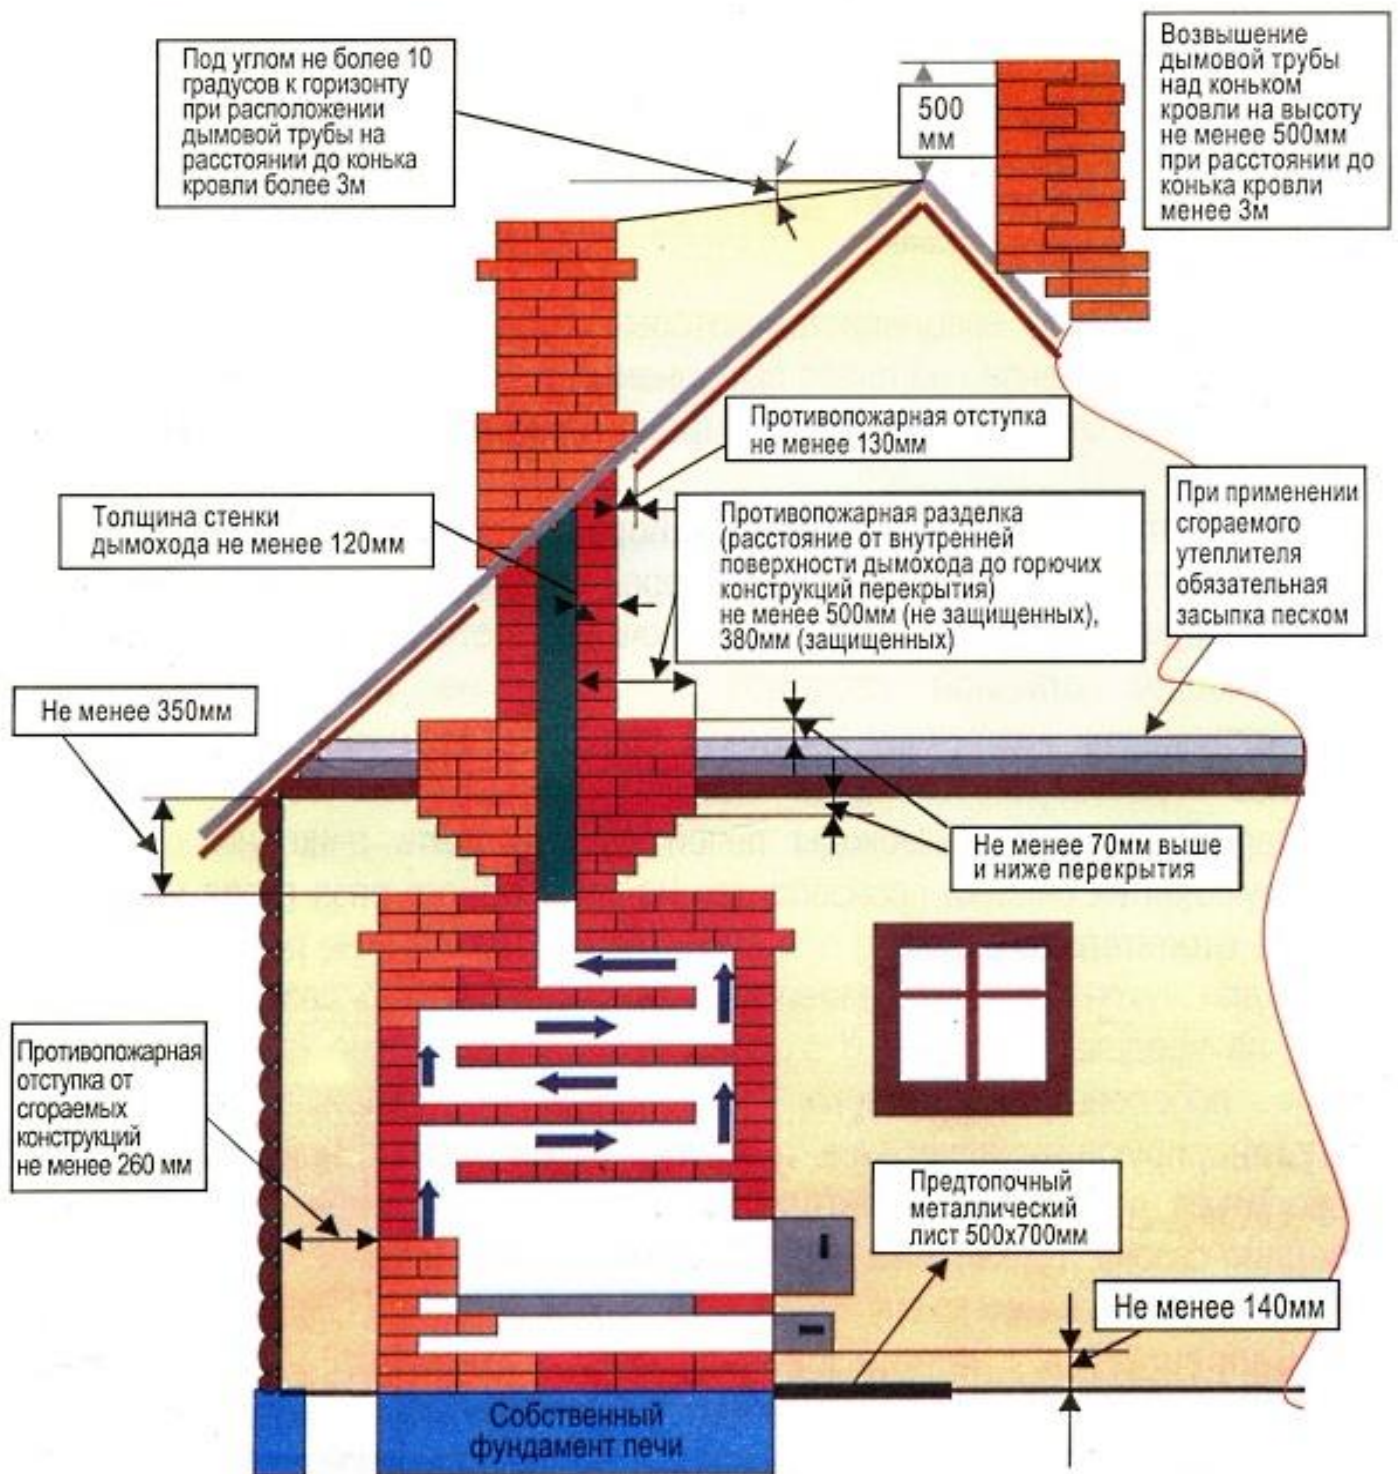 Под углом не более 10
градусов к горизонту
при расположении
дымовой трубы на
расстоянии до конька
кровли более 3м
500
мм
Возвышение
дымовой трубы
над коньком
кровли на высоту
не менее 500мм
при расстоянии до
конька кровли
менее 3м
Противопожарная отступка
не менее 130мм
Толщина стенки
дымохода не менее 120мм
Противопожарная разделка
(расстояние от внутренней
поверхности дымохода до горючих
конструкций перекрытия)
не менее 500мм (не защищенных),
380мм (защищенных)
При применении
сгораемого
утеплителя
обязательная
засыпка песком
Не менее 350мм
Не менее 70мм выше
и ниже перекрытия
Противопожарная
отступка от
сгораемых
конструкций
не менее 260 мм
Предтопочный
металлический
лист 500х700мм
Не менее 140мм
Собственный
фундамент печи